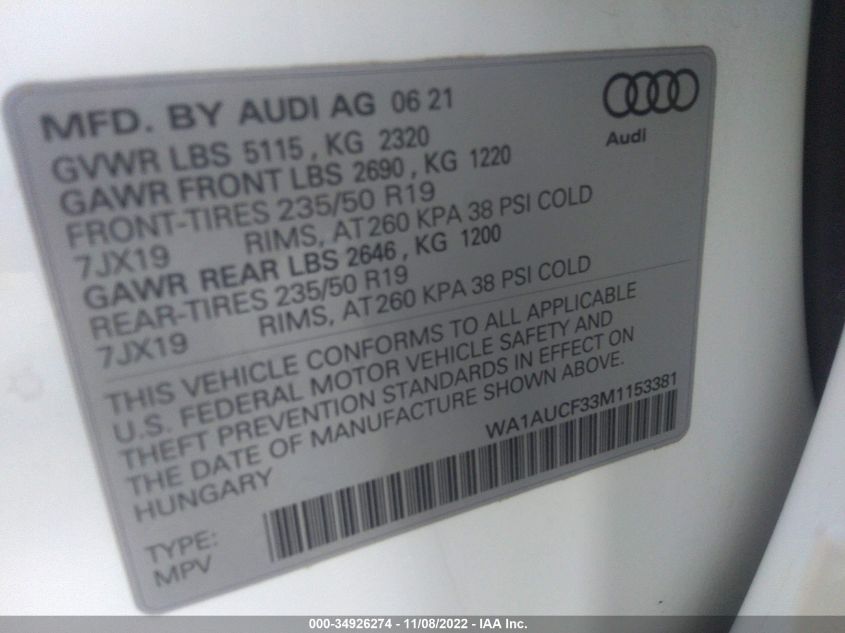 MFD. BY AUDI AG 06 21
Audi
GVWR LBS 5115, KG 2320
GAWR FRONT LBS 2690, KG 1220
FRONT-TIRES 235/50 R19
7JX19 RIMS, AT 260 KPA 38 PSI COLD
GAWR REAR LBS 2646, KG 1200
REAR-TIRES 235/50 R19
7JX19 RIMS, AT 260 KPA 38 PSI COLD
THIS VEHICLE CONFORMS TO ALL APPLICABLE
U.S. FEDERAL MOTOR VEHICLE SAFETY AND
THEFT PREVENTION STANDARDS IN EFFECT ON
THE DATE OF MANUFACTURE SHOWN ABOVE.
HUNGARY WA1AUCF33M1153381
TYPE:
MPV
000-34926274 - 11/08/2022 - IAA Inc.